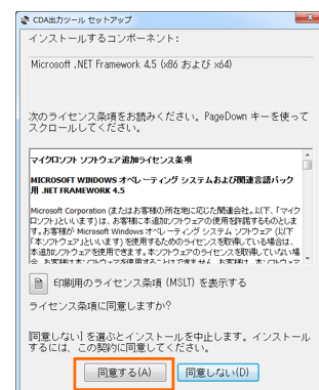 CDA出力ツール セットアップ
インストールするコンポーネント:
Microsoft .NET Framework 4.5 (x86 および x64)
次のライセンス条項をお読みください。PageDown キーを使って
スクロールしてください。
マイクロソフト ソフトウェア追加ライセンス条項
MICROSOFT WINDOWS オペレーティング システムおよび関連言語パック
用 .NET FRAMEWORK 4.5
Microsoft Corporation (またはお客様の所在地に応じた関連会社。以下、「マイク
ロソフト」といいます) は、お客様に本追加ソフトウェアの使用を許諾するものとしま
す。お客様が Microsoft Windows オペレーティング システム ソフトウェア (以下
「本ソフトウェア」といいます) を使用するためのライセンスを取得している場合は、
本追加ソフトウェアを使用できます。本ソフトウェアのライセンスを取得していない場
印刷用のライセンス条項 (MSLT) を表示する
ライセンス条項に同意しますか?
[同意しない] を選ぶとインストールを中止します。インストール
するには、この契約に同意してください。
同意する(A)
同意しない(D)